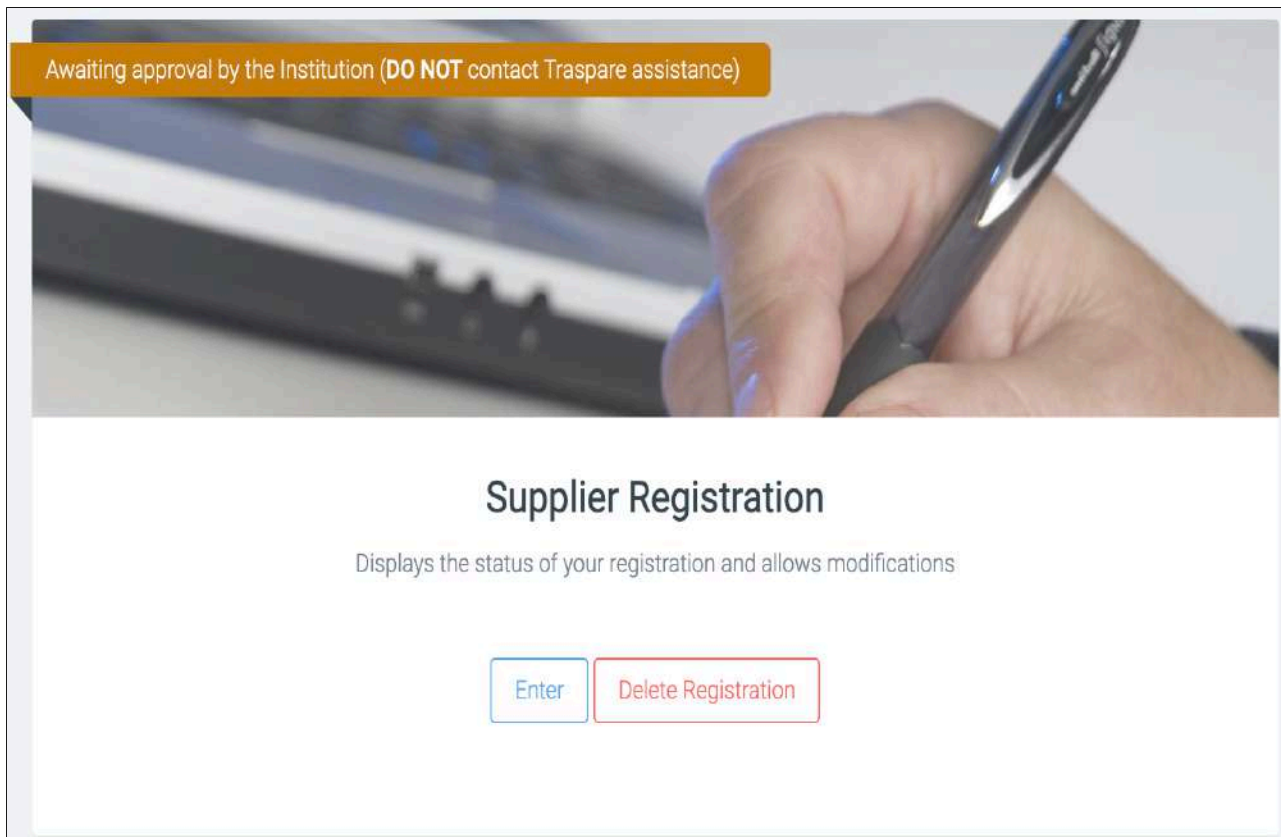 Awaiting approval by the Institution (DO NOT contact Traspare assistance)
Supplier Registration
Displays the status of your registration and allows modifications
Enter
Delete Registration